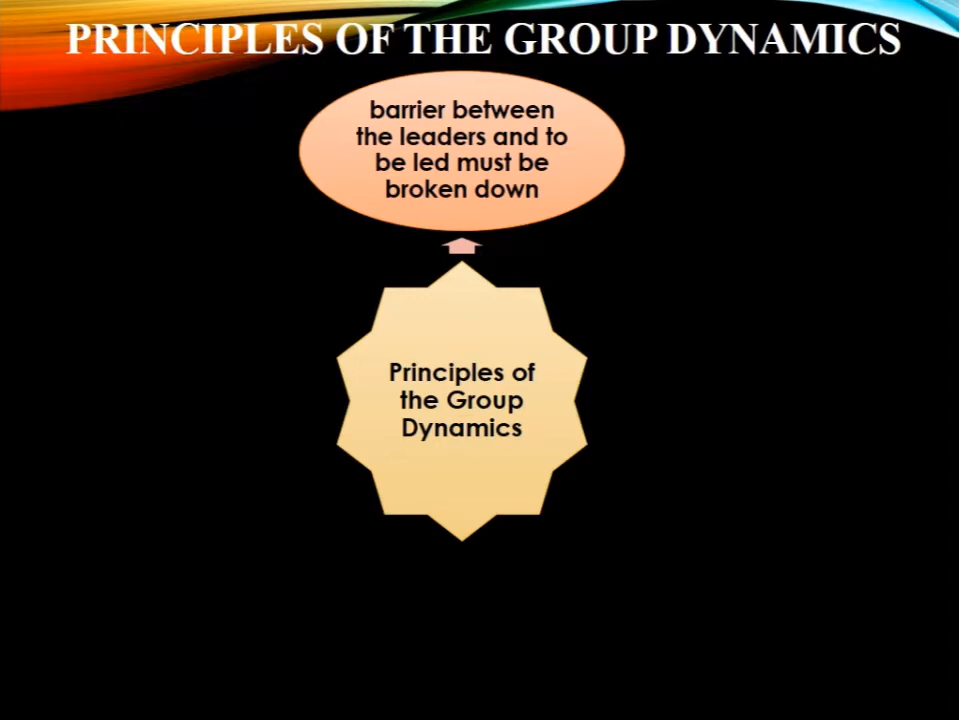 PRINCIPLES OF THE GROUP DYNAMICS
barrier between
the leaders and to
be led must be
broken down
Principles of
the Group
Dynamics